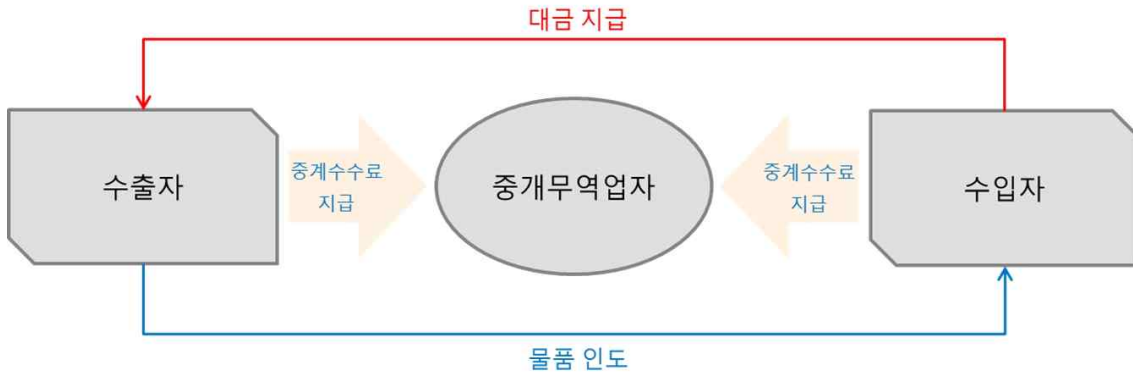 대금 지급
수출자
중계수수료
지급
중개무역업자
중계수수료
지급
수입자
물품 인도